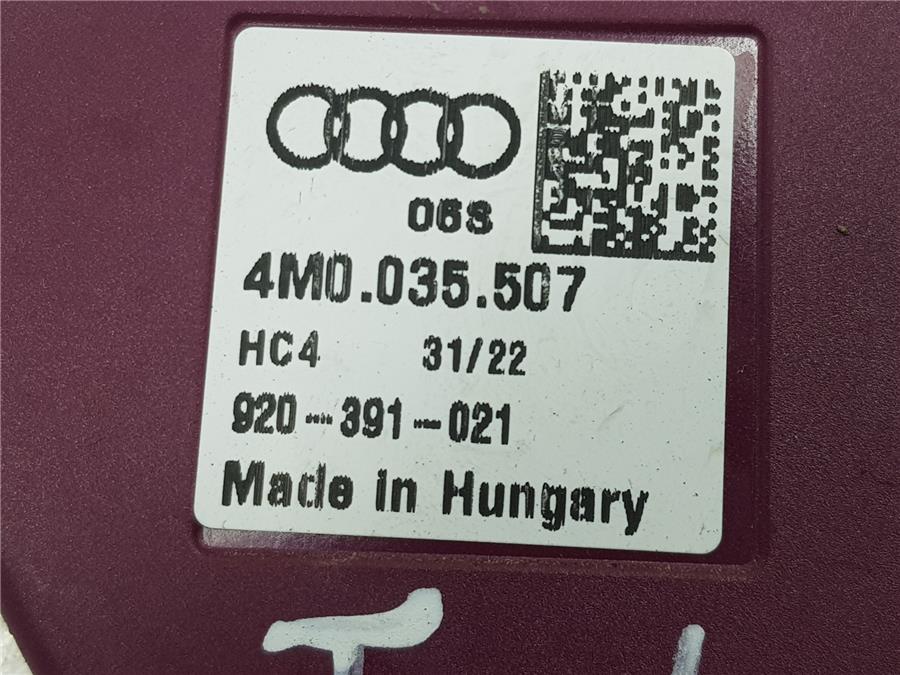 06S
4M0.035.507
HC4 31/22
920-391-021
Made in Hungary